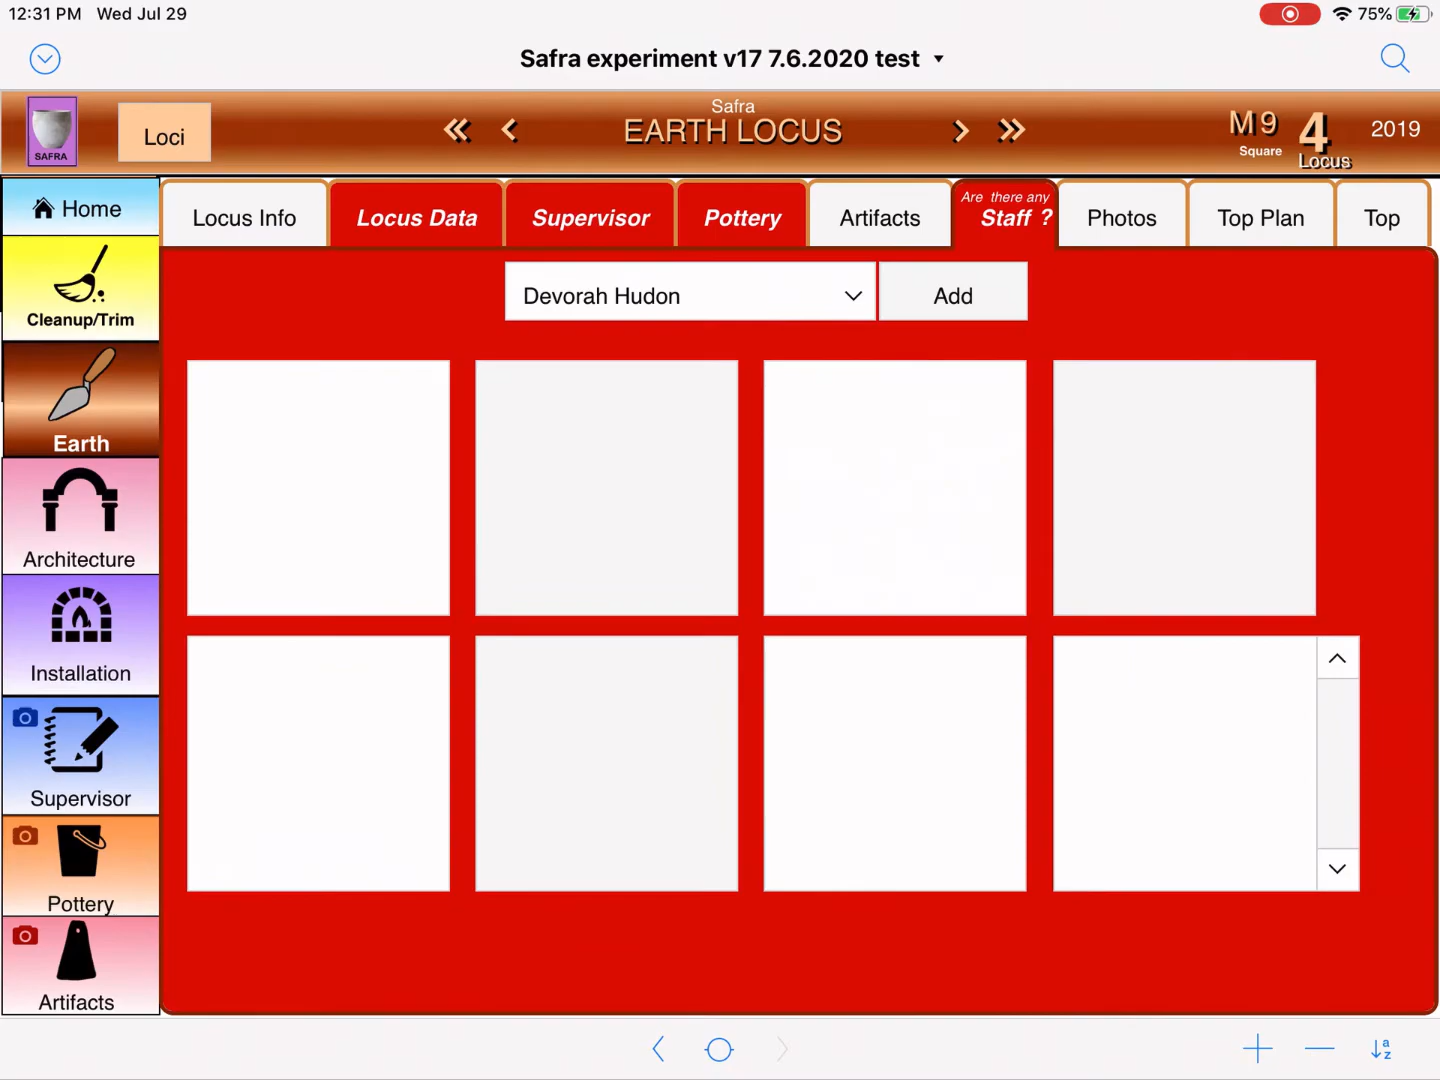 12:31 PM Wed Jul 29
75%
Safra experiment v17 7.6.2020 test
SAFRA
Loci
Safra
EARTH LOCUS
M 9
Square
4
Locus
2019
Home
Locus Info
Locus Data
Supervisor
Pottery
Artifacts
Are there any
Staff ?
Photos
Top Plan
Top
Cleanup/Trim
Devorah Hudon
Add
Earth
Architecture
Installation
Supervisor
Pottery
Artifacts
a
z